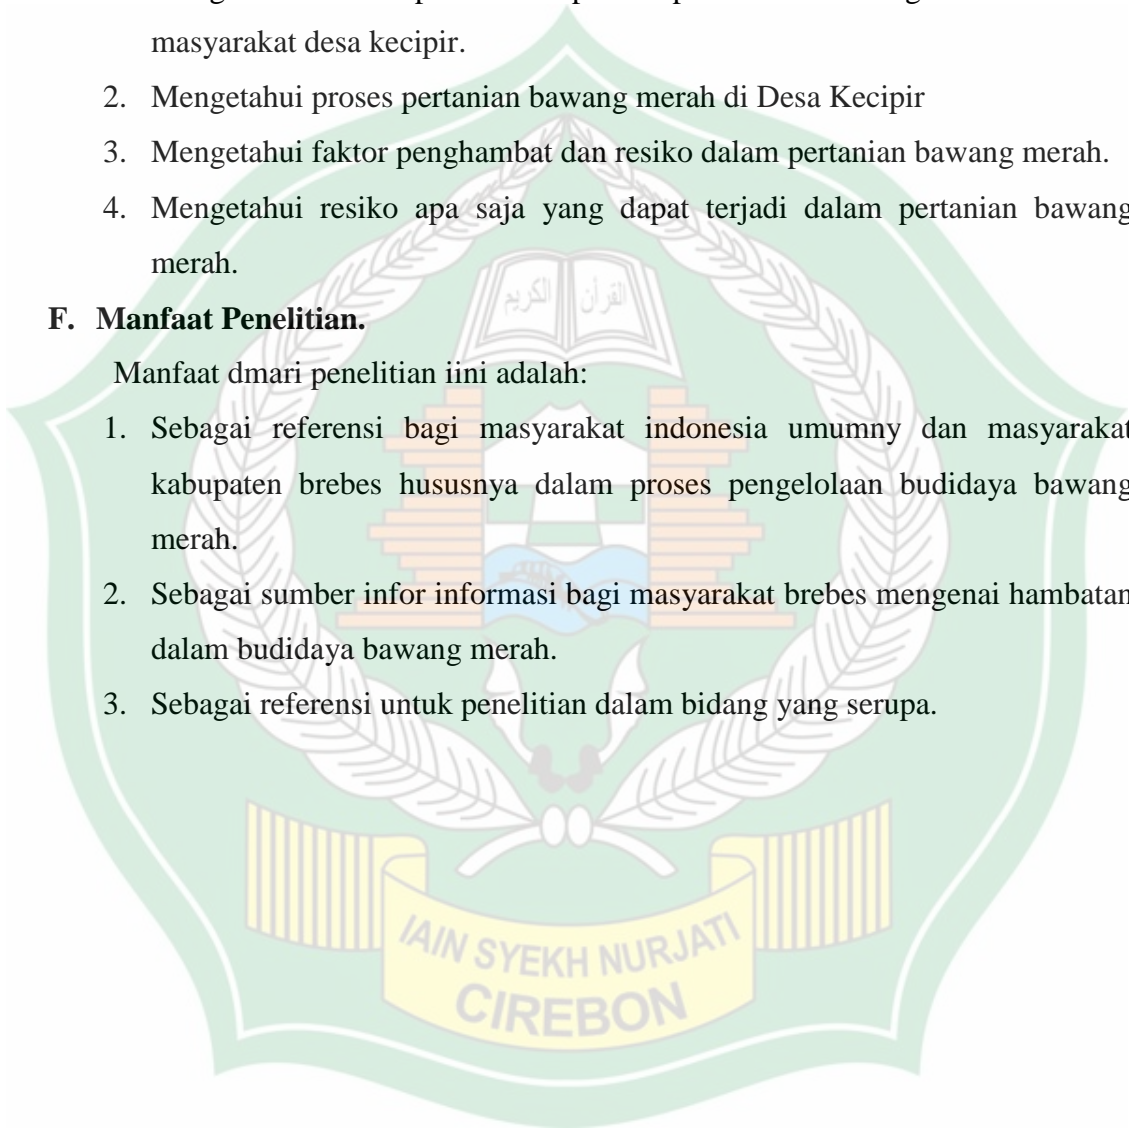 masyarakat desa kecipir.
2. Mengetahui proses pertanian bawang merah di Desa Kecipir
3. Mengetahui faktor penghambat dan resiko dalam pertanian bawang merah.
4. Mengetahui resiko apa saja yang dapat terjadi dalam pertanian bawang
merah.
F. Manfaat Penelitian.
Manfaat dmari penelitian iini adalah:
1. Sebagai referensi bagi masyarakat indonesia umumny dan masyarakat
kabupaten brebes hususnya dalam proses pengelolaan budidaya bawang
merah.
2. Sebagai sumber infor informasi bagi masyarakat brebes mengenai hambatan
dalam budidaya bawang merah.
3. Sebagai referensi untuk penelitian dalam bidang yang serupa.
القرآن الكريم
IAIN SYEKH NURJATI
CIREBON